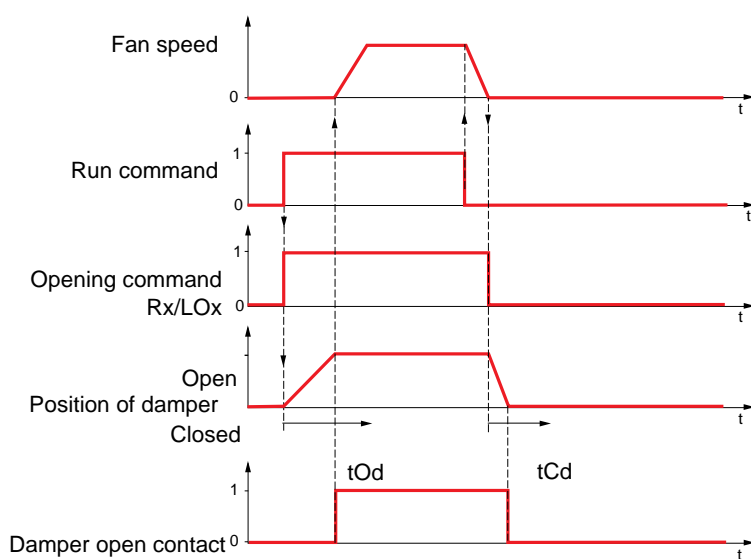 Fan speed
0
t
Run command
1
0
t
Opening command
Rx/LOx
1
0
t
Open
Position of damper
Closed
t
tOd
tCd
1
Damper open contact
0
t